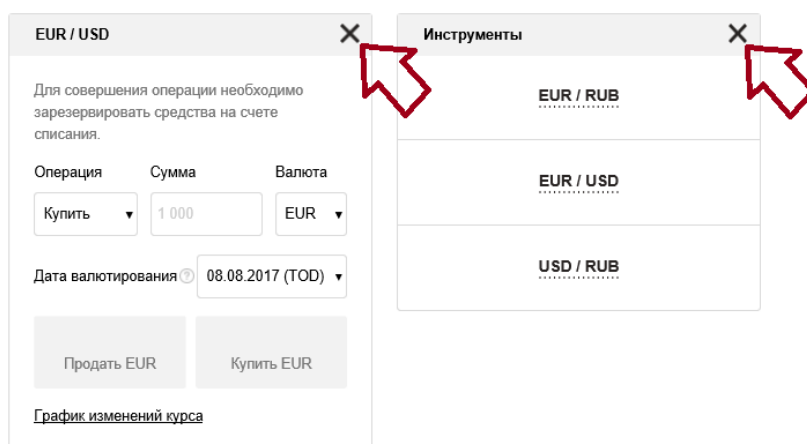 EUR / USD
Для совершения операции необходимо
зарезервировать средства на счете
списания.
Операция Сумма Валюта
Купить 1 000 EUR
Дата валютирования ? 08.08.2017 (TOD)
Продать EUR Купить EUR
График изменений курса
Инструменты
EUR / RUB
EUR / USD
USD / RUB